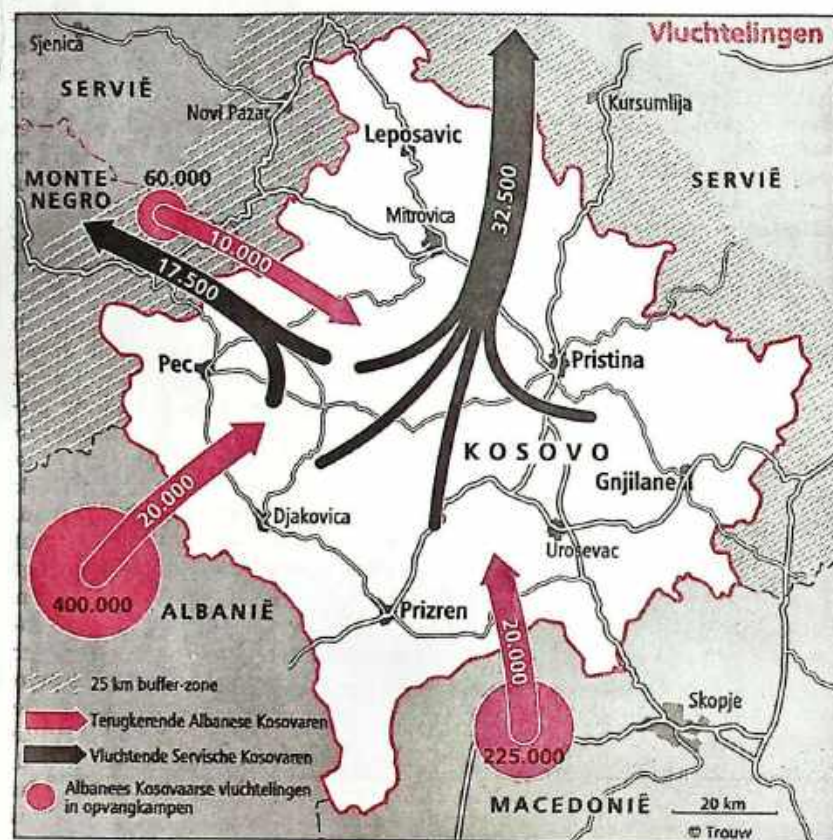 Vluchtelingen
Sjenica
SERVIË
Novi Pazar
Kursumlija
Leposavic
MONTE-
NEGRO
60.000
SERVIË
32.500
Mitrovica
10.000
17.500
Pec
Pristina
KOSOVO
Gnjilane
20.000
Djakovica
Urosevac
400.000
ALBANIË
Prizren
20.000
25 km buffer-zone
Skopje
Terugkerende Albanese Kosovaren
Vluchtende Servische Kosovaren
225.000
Albanees Kosovaarse vluchtelingen
in opvangkampen
MACEDONIË
20 km
© Trouw